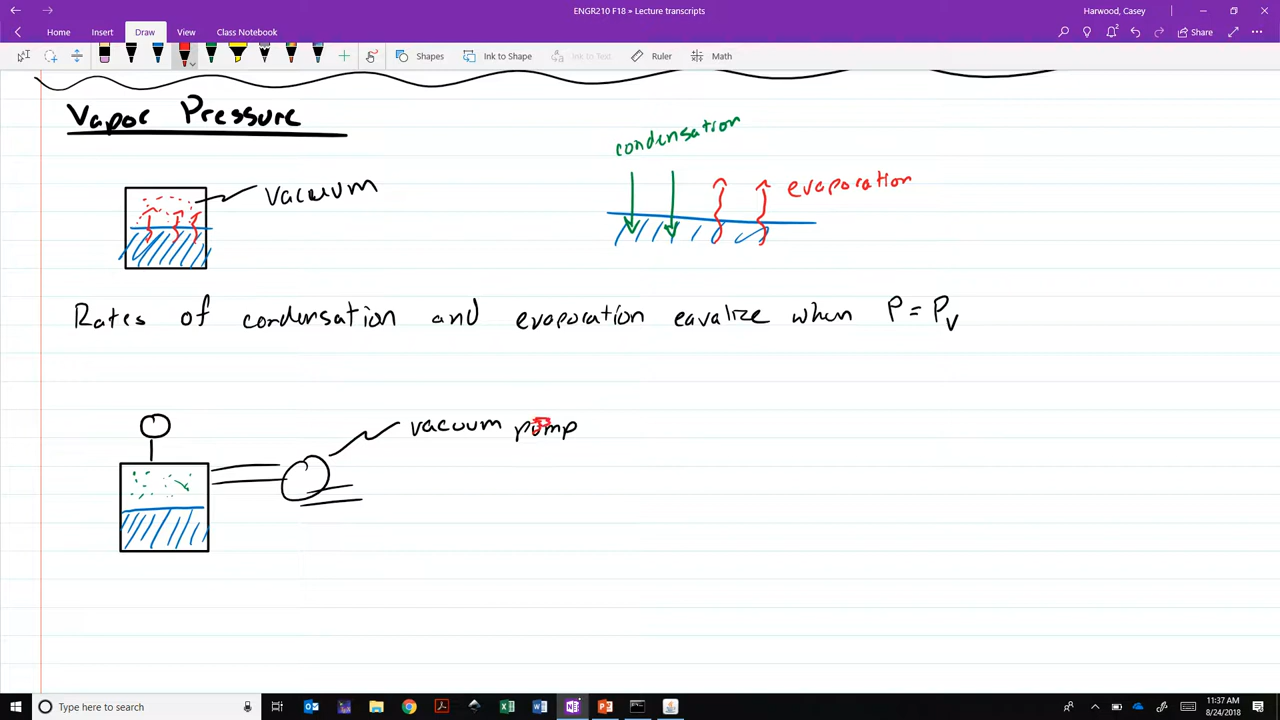 ENGR210 F18 » Lecture transcripts
Harwood, Casey
Home Insert Draw View Class Notebook
Share
Shapes Ink to Shape Ink to Text Ruler Math
Vapor Pressure
condensation
vacuum
evaporation
Rates of condensation and evaporation eavalize when P = Pv
vacuum pump
Type here to search
11:37 AM
8/24/2018